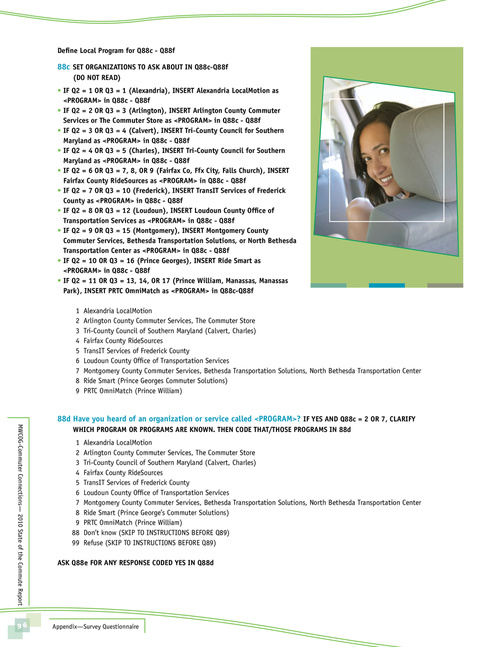 Define Local Program for Q88c - Q88f
88c SET ORGANIZATIONS TO ASK ABOUT IN Q88c-Q88f
(DO NOT READ)
• IF Q2 = 1 OR Q3 = 1 (Alexandria), INSERT Alexandria LocalMotion as
<PROGRAM> in Q88c - Q88f
• IF Q2 = 2 OR Q3 = 3 (Arlington), INSERT Arlington County Commuter
Services or The Commuter Store as <PROGRAM> in Q88c - Q88f
• IF Q2 = 3 OR Q3 = 4 (Calvert), INSERT Tri-County Council for Southern
Maryland as <PROGRAM> in Q88c - Q88f
• IF Q2 = 4 OR Q3 = 5 (Charles), INSERT Tri-County Council for Southern
Maryland as <PROGRAM> in Q88c - Q88f
• IF Q2 = 6 OR Q3 = 7, 8, OR 9 (Fairfax Co, Ffx City, Falls Church), INSERT
Fairfax County RideSources as <PROGRAM> in Q88c - Q88f
• IF Q2 = 7 OR Q3 = 10 (Frederick), INSERT TransIT Services of Frederick
County as <PROGRAM> in Q88c - Q88f
• IF Q2 = 8 OR Q3 = 12 (Loudoun), INSERT Loudoun County Office of
Transportation Services as <PROGRAM> in Q88c - Q88f
• IF Q2 = 9 OR Q3 = 15 (Montgomery), INSERT Montgomery County
Commuter Services, Bethesda Transportation Solutions, or North Bethesda
Transportation Center as <PROGRAM> in Q88c - Q88f
• IF Q2 = 10 OR Q3 = 16 (Prince Georges), INSERT Ride Smart as
<PROGRAM> in Q88c - Q88f
• IF Q2 = 11 OR Q3 = 13, 14, OR 17 (Prince William, Manassas, Manassas
Park), INSERT PRTC OmniMatch as <PROGRAM> in Q88c-Q88f
1 Alexandria LocalMotion
2 Arlington County Commuter Services, The Commuter Store
3 Tri-County Council of Southern Maryland (Calvert, Charles)
4 Fairfax County RideSources
5 TransIT Services of Frederick County
6 Loudoun County Office of Transportation Services
7 Montgomery County Commuter Services, Bethesda Transportation Solutions, North Bethesda Transportation Center
8 Ride Smart (Prince Georges Commuter Solutions)
9 PRTC OmniMatch (Prince William)
88d Have you heard of an organization or service called <PROGRAM>? IF YES AND Q88c = 2 OR 7, CLARIFY
WHICH PROGRAM OR PROGRAMS ARE KNOWN. THEN CODE THAT/THOSE PROGRAMS IN 88d
1 Alexandria LocalMotion
2 Arlington County Commuter Services, The Commuter Store
3 Tri-County Council of Southern Maryland (Calvert, Charles)
4 Fairfax County RideSources
5 TransIT Services of Frederick County
6 Loudoun County Office of Transportation Services
7 Montgomery County Commuter Services, Bethesda Transportation Solutions, North Bethesda Transportation Center
8 Ride Smart (Prince George's Commuter Solutions)
9 PRTC OmniMatch (Prince William)
88 Don't know (SKIP TO INSTRUCTIONS BEFORE Q89)
99 Refuse (SKIP TO INSTRUCTIONS BEFORE Q89)
ASK Q88e FOR ANY RESPONSE CODED YES IN Q88d
MWCOG-Commuter Connections— 2010 State of the Commute Report
Appendix—Survey Questionnaire